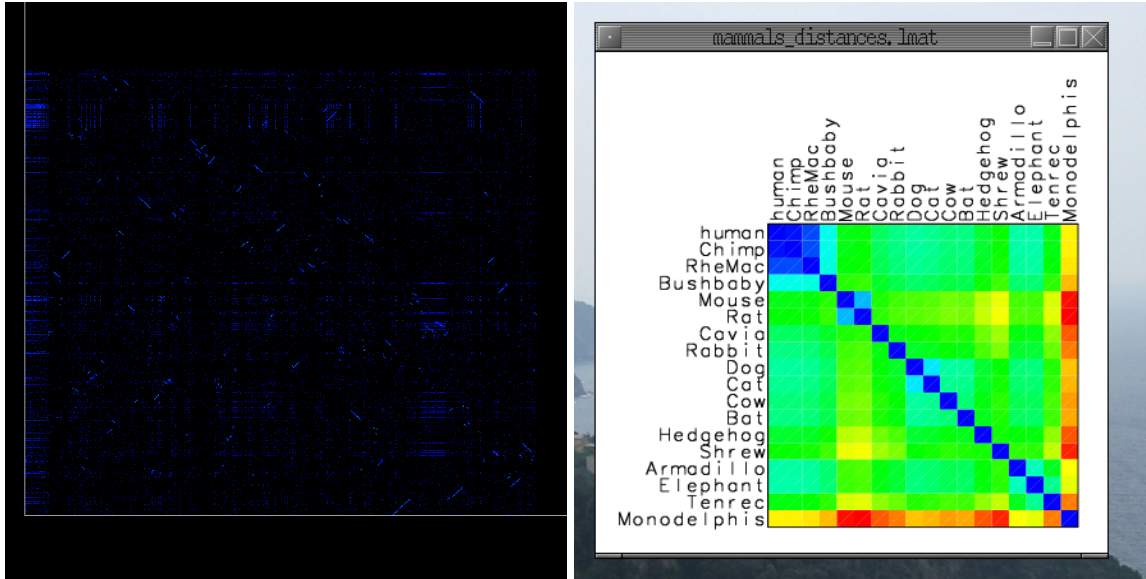 mammals_distances.lmat
human
Chimp
RheMac
Bushbaby
Mouse
Rat
Cavia
Rabbit
Dog
Cat
Cow
Bat
Hedgehog
Shrew
Armadillo
Elephant
Tenrec
Monodelphis
human
Chimp
RheMac
Bushbaby
Mouse
Rat
Cavia
Rabbit
Dog
Cat
Cow
Bat
Hedgehog
Shrew
Armadillo
Elephant
Tenrec
Monodelphis